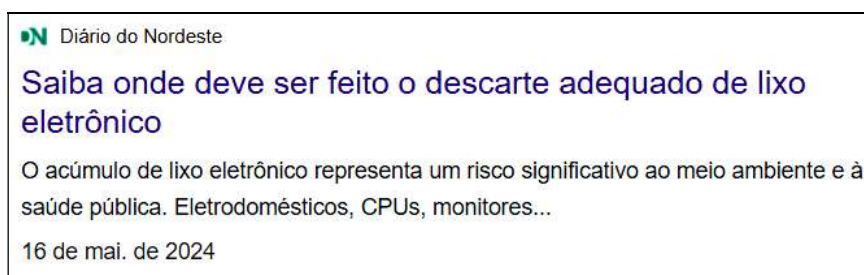 DN Diário do Nordeste
Saiba onde deve ser feito o descarte adequado de lixo
eletrônico
O acúmulo de lixo eletrônico representa um risco significativo ao meio ambiente e à
saúde pública. Eletrodomésticos, CPUs, monitores...
16 de mai. de 2024